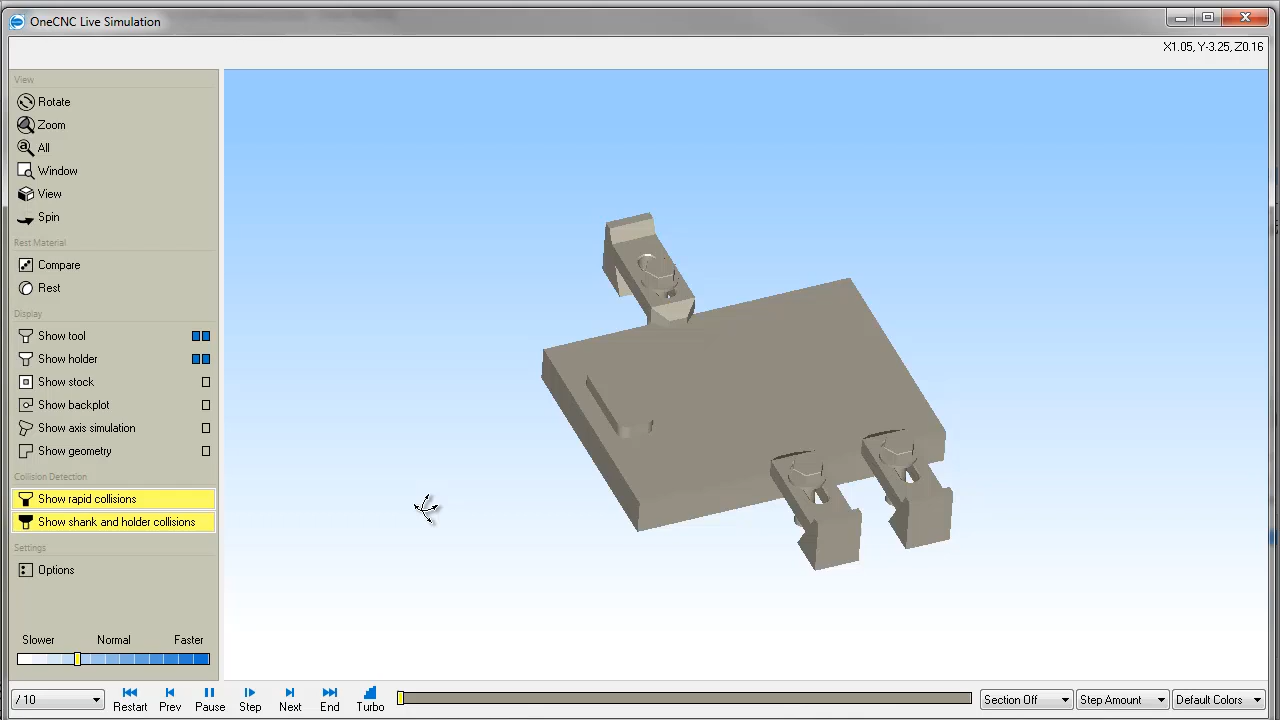 OneCNC Live Simulation
X1.05, Y-3.25, Z0.16
View
Rotate
Zoom
All
Window
View
Spin
Rest Material
Compare
Rest
Display
Show tool
Show holder
Show stock
Show backplot
Show axis simulation
Show geometry
Collision Detection
Show rapid collisions
Show shank and holder collisions
Settings
Options
Slower Normal Faster
/ 10 Restart Prev Pause Step Next End Turbo Section Off Step Amount Default Colors